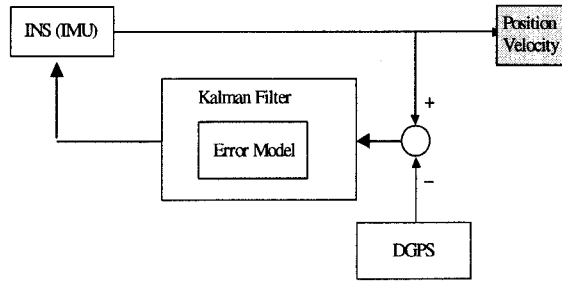 INS (IMU)
Position
Velocity
Kalman Filter
Error Model
+
−
DGPS